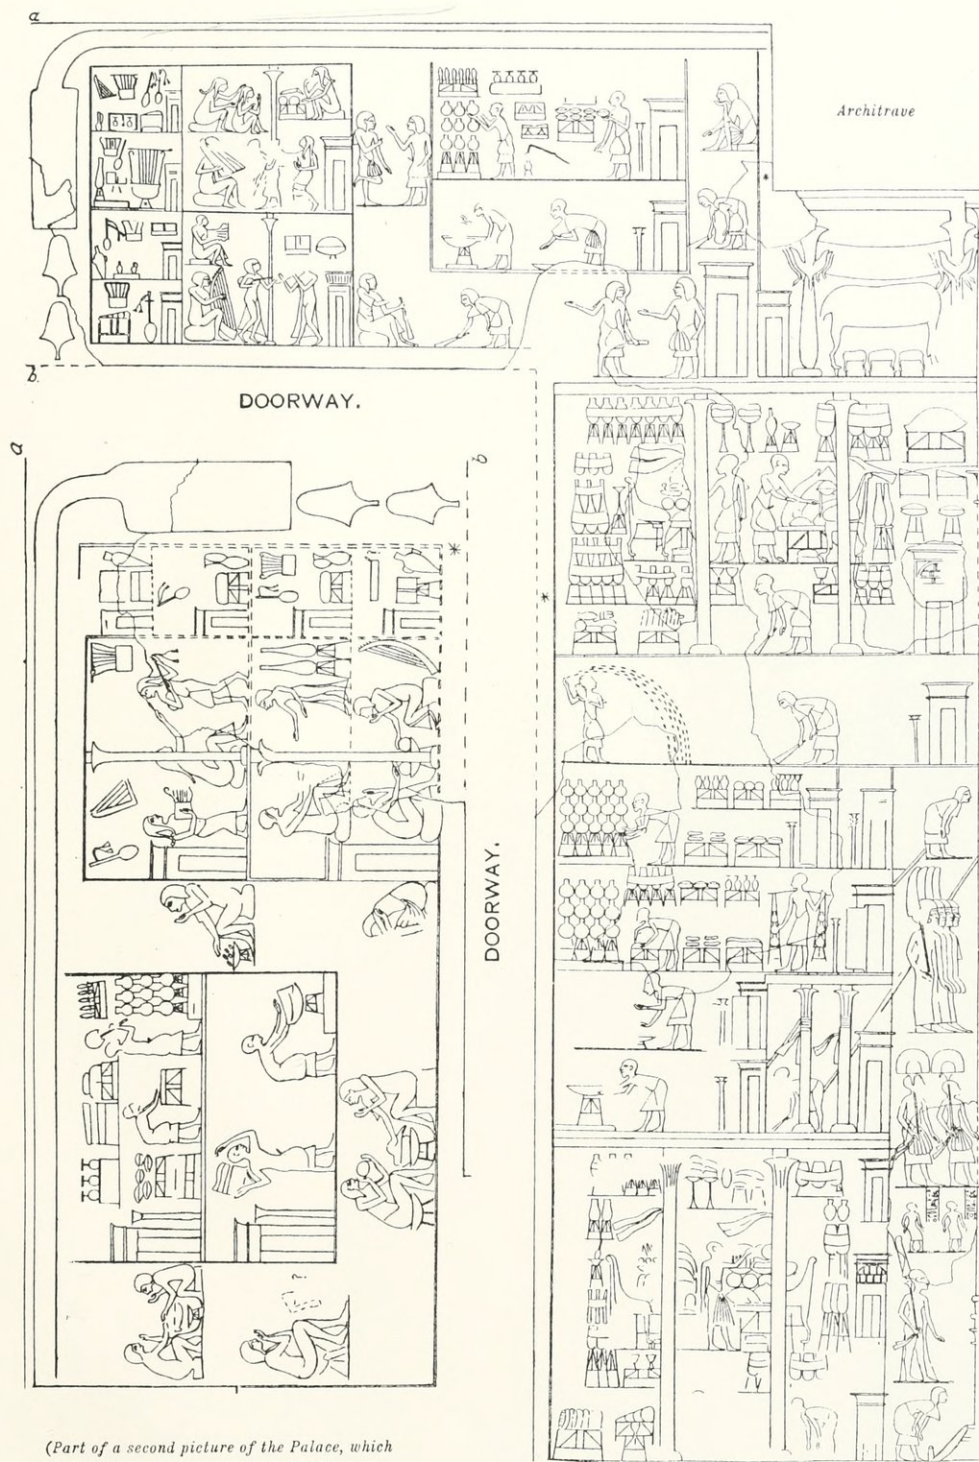 a
Architrave
b.
DOORWAY.
a
b
*
*
DOORWAY.
(Part of a second picture of the Palace, which